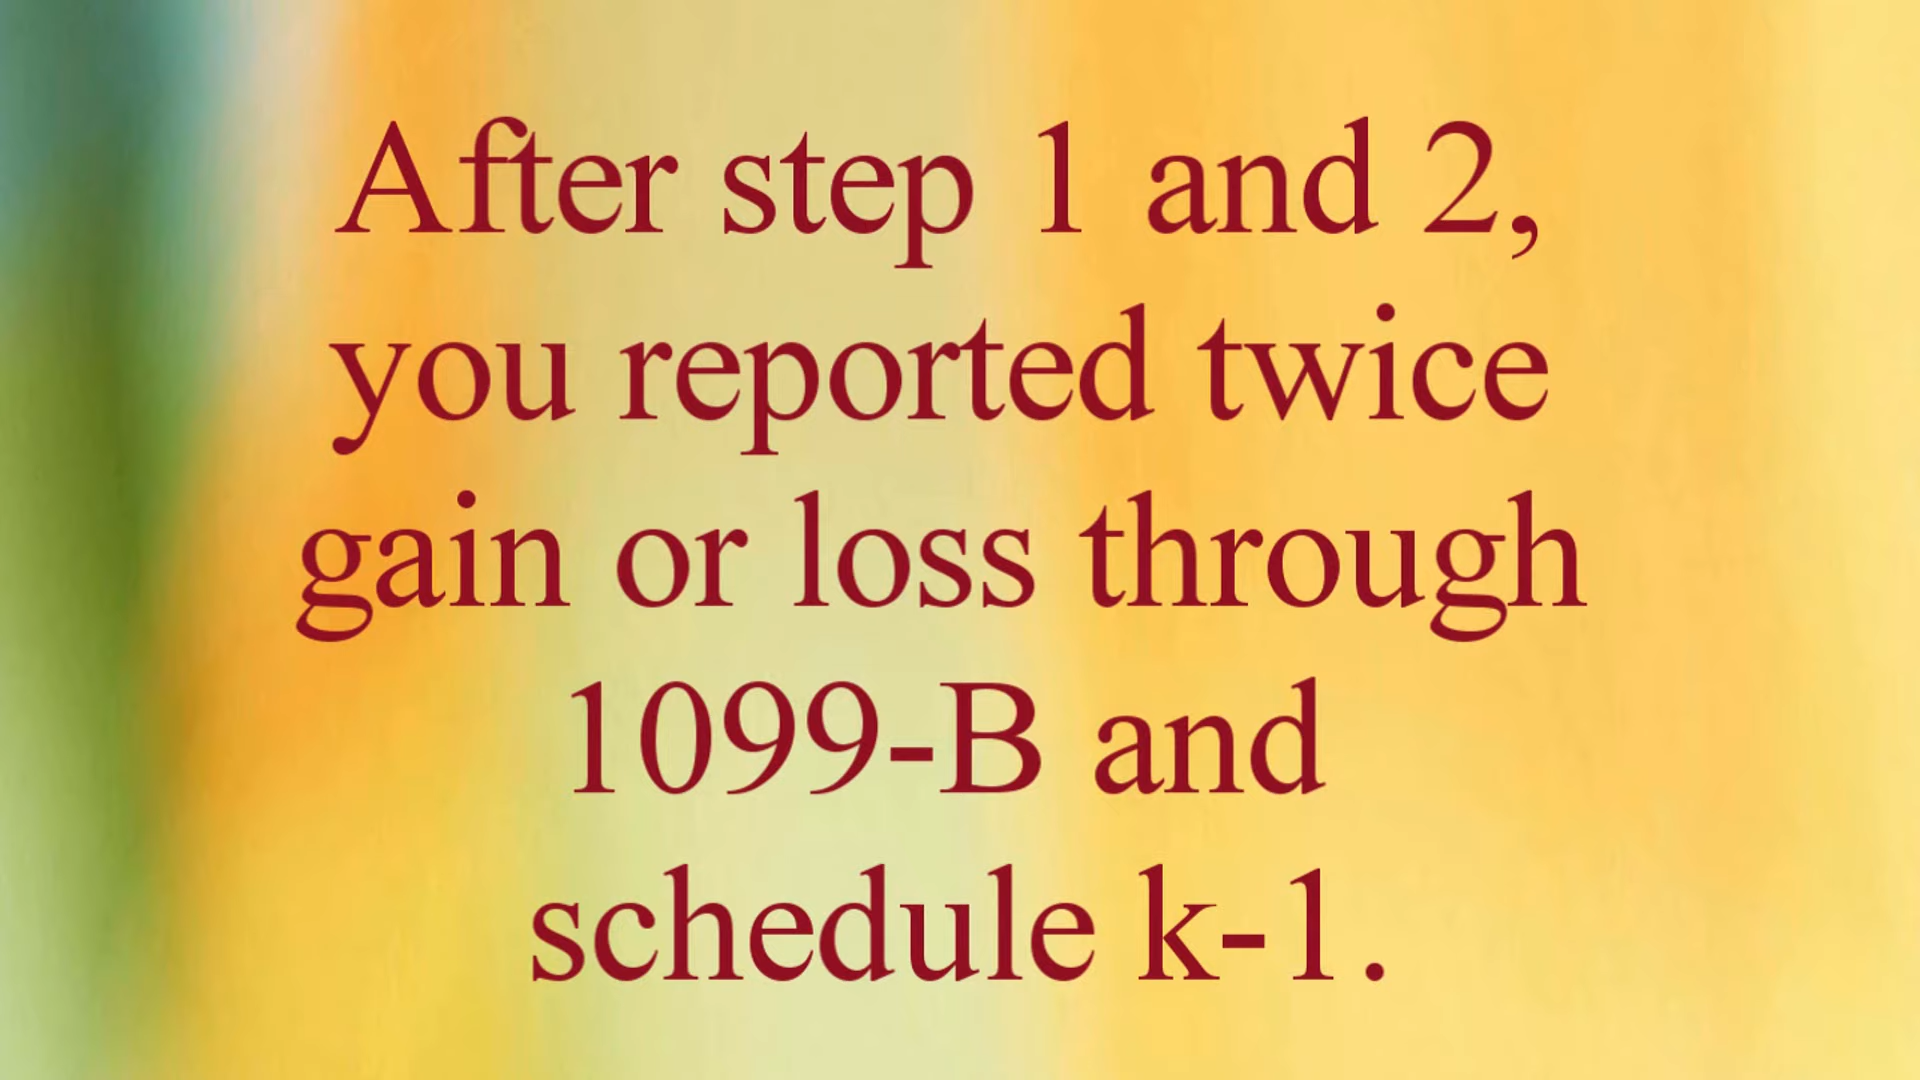 After step 1 and 2,
you reported twice
gain or loss through
1099-B and
schedule k-1.